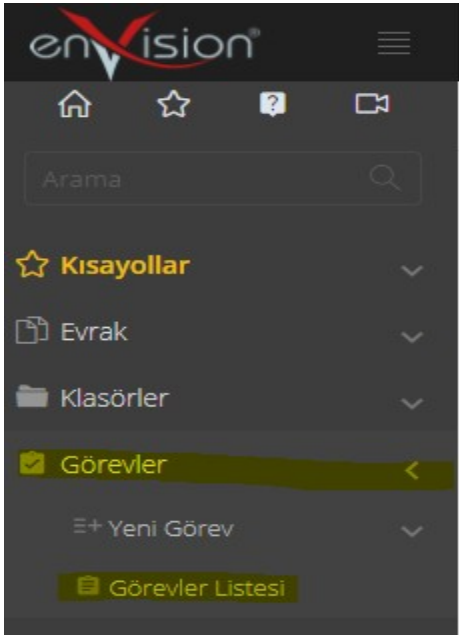 enVision®
Arama
Kısayollar
Evrak
Klasörler
Görevler
Yeni Görev
Görevler Listesi